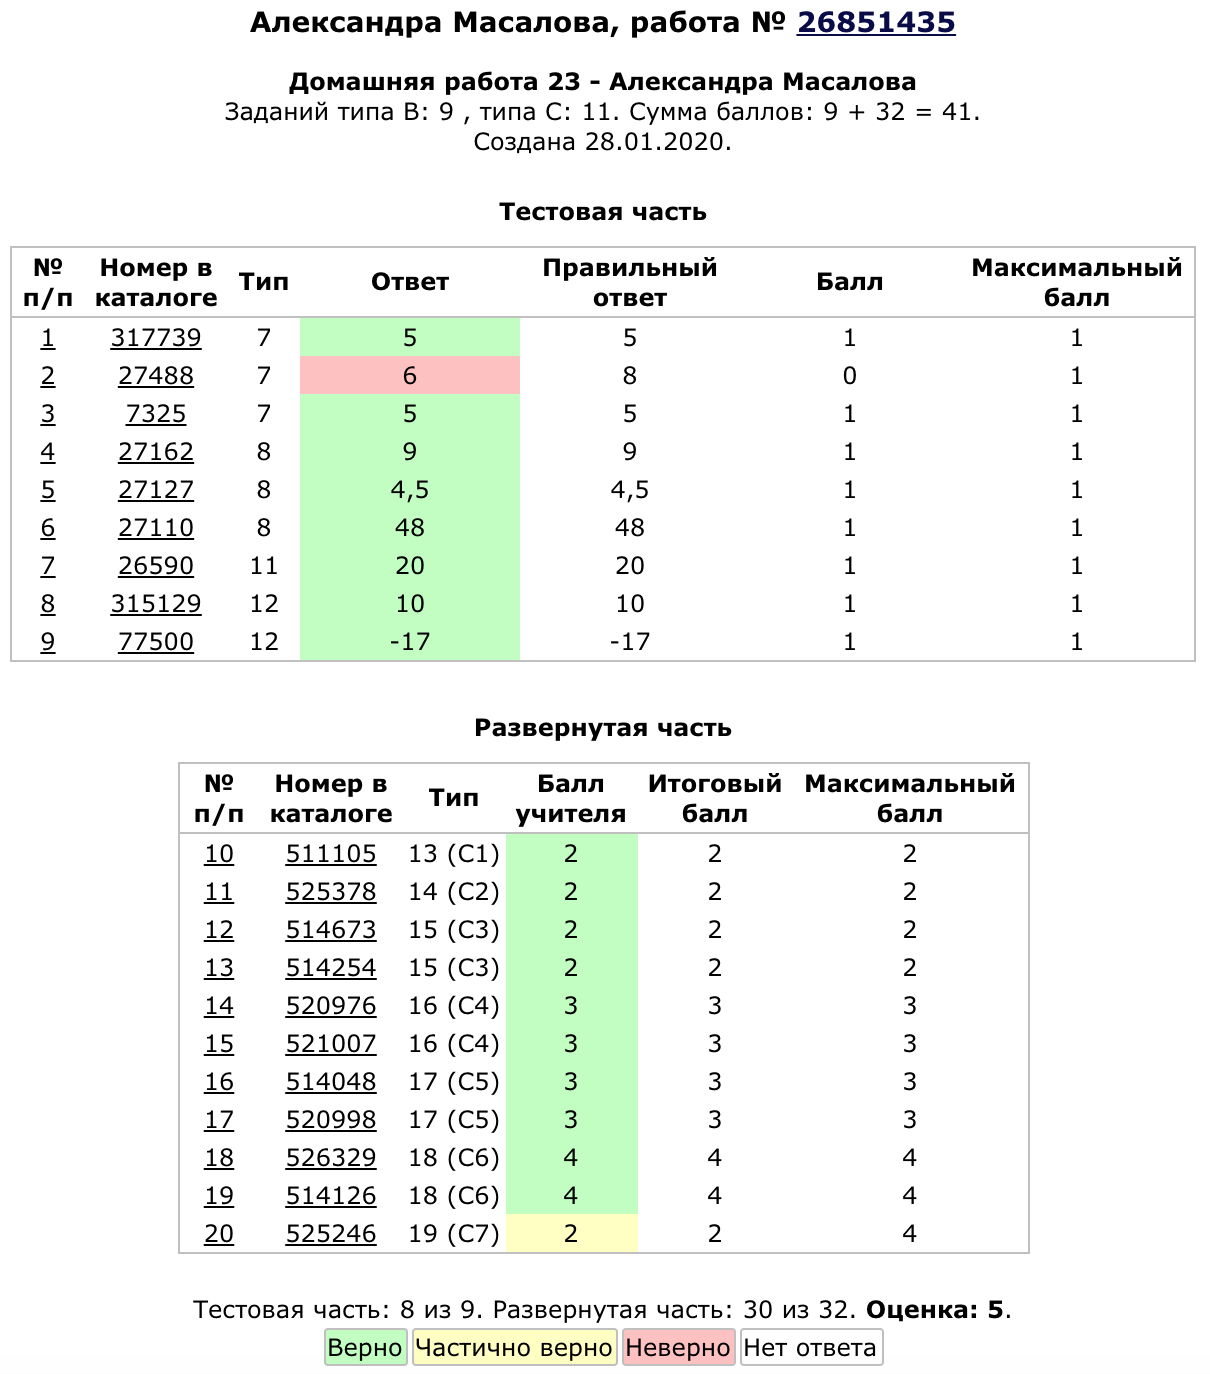 Александра Масалова, работа № 26851435
Домашняя работа 23 - Александра Масалова
Заданий типа В: 9 , типа С: 11. Сумма баллов: 9 + 32 = 41.
Создана 28.01.2020.
Тестовая часть
№ п/п Номер в каталоге Тип Ответ Правильный ответ Балл Максимальный балл
1 317739 7 5 5 1 1
2 27488 7 6 8 0 1
3 7325 7 5 5 1 1
4 27162 8 9 9 1 1
5 27127 8 4,5 4,5 1 1
6 27110 8 48 48 1 1
7 26590 11 20 20 1 1
8 315129 12 10 10 1 1
9 77500 12 -17 -17 1 1
Развернутая часть
№ п/п Номер в каталоге Тип Балл учителя Итоговый балл Максимальный балл
10 511105 13 (C1) 2 2 2
11 525378 14 (C2) 2 2 2
12 514673 15 (C3) 2 2 2
13 514254 15 (C3) 2 2 2
14 520976 16 (C4) 3 3 3
15 521007 16 (C4) 3 3 3
16 514048 17 (C5) 3 3 3
17 520998 17 (C5) 3 3 3
18 526329 18 (C6) 4 4 4
19 514126 18 (C6) 4 4 4
20 525246 19 (C7) 2 2 4
Тестовая часть: 8 из 9. Развернутая часть: 30 из 32. Оценка: 5.
Верно Частично верно Неверно Нет ответа